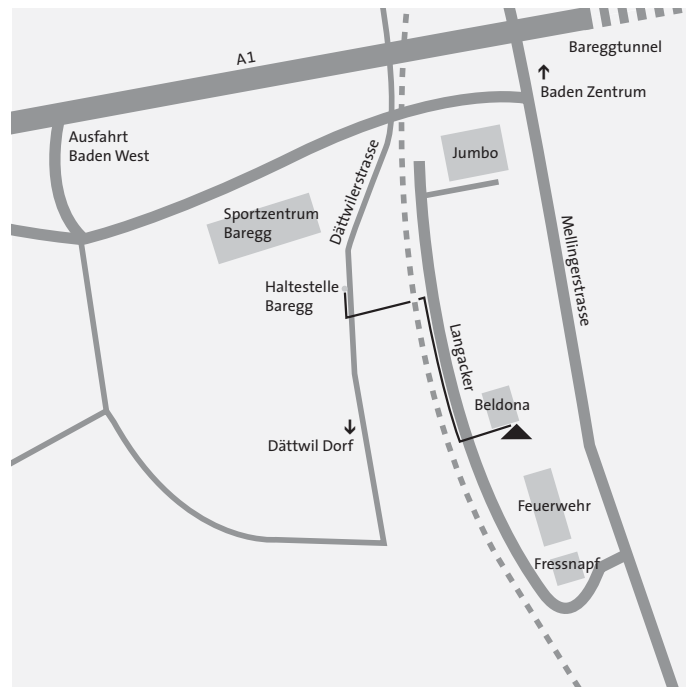 Bareggtunnel
A1
Baden Zentrum
Ausfahrt
Baden West
Jumbo
Dättwilerstrasse
Sportzentrum
Baregg
Mellingerstrasse
Haltestelle
Baregg
Langacker
Beldona
Dättwil Dorf
Feuerwehr
Fressnapf